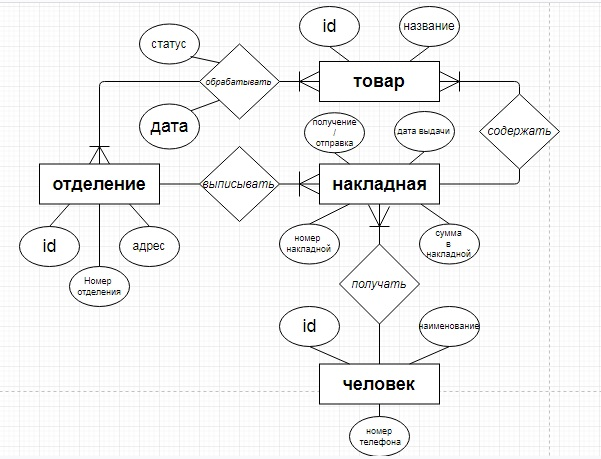 id
название
статус
обрабатывать
товар
дата
получение
/
отправка
дата выдачи
содержать
отделение
выписывать
накладная
id
адрес
номер
накладной
сумма
в
накладной
Номер
отделения
получать
id
наименование
человек
номер
телефона